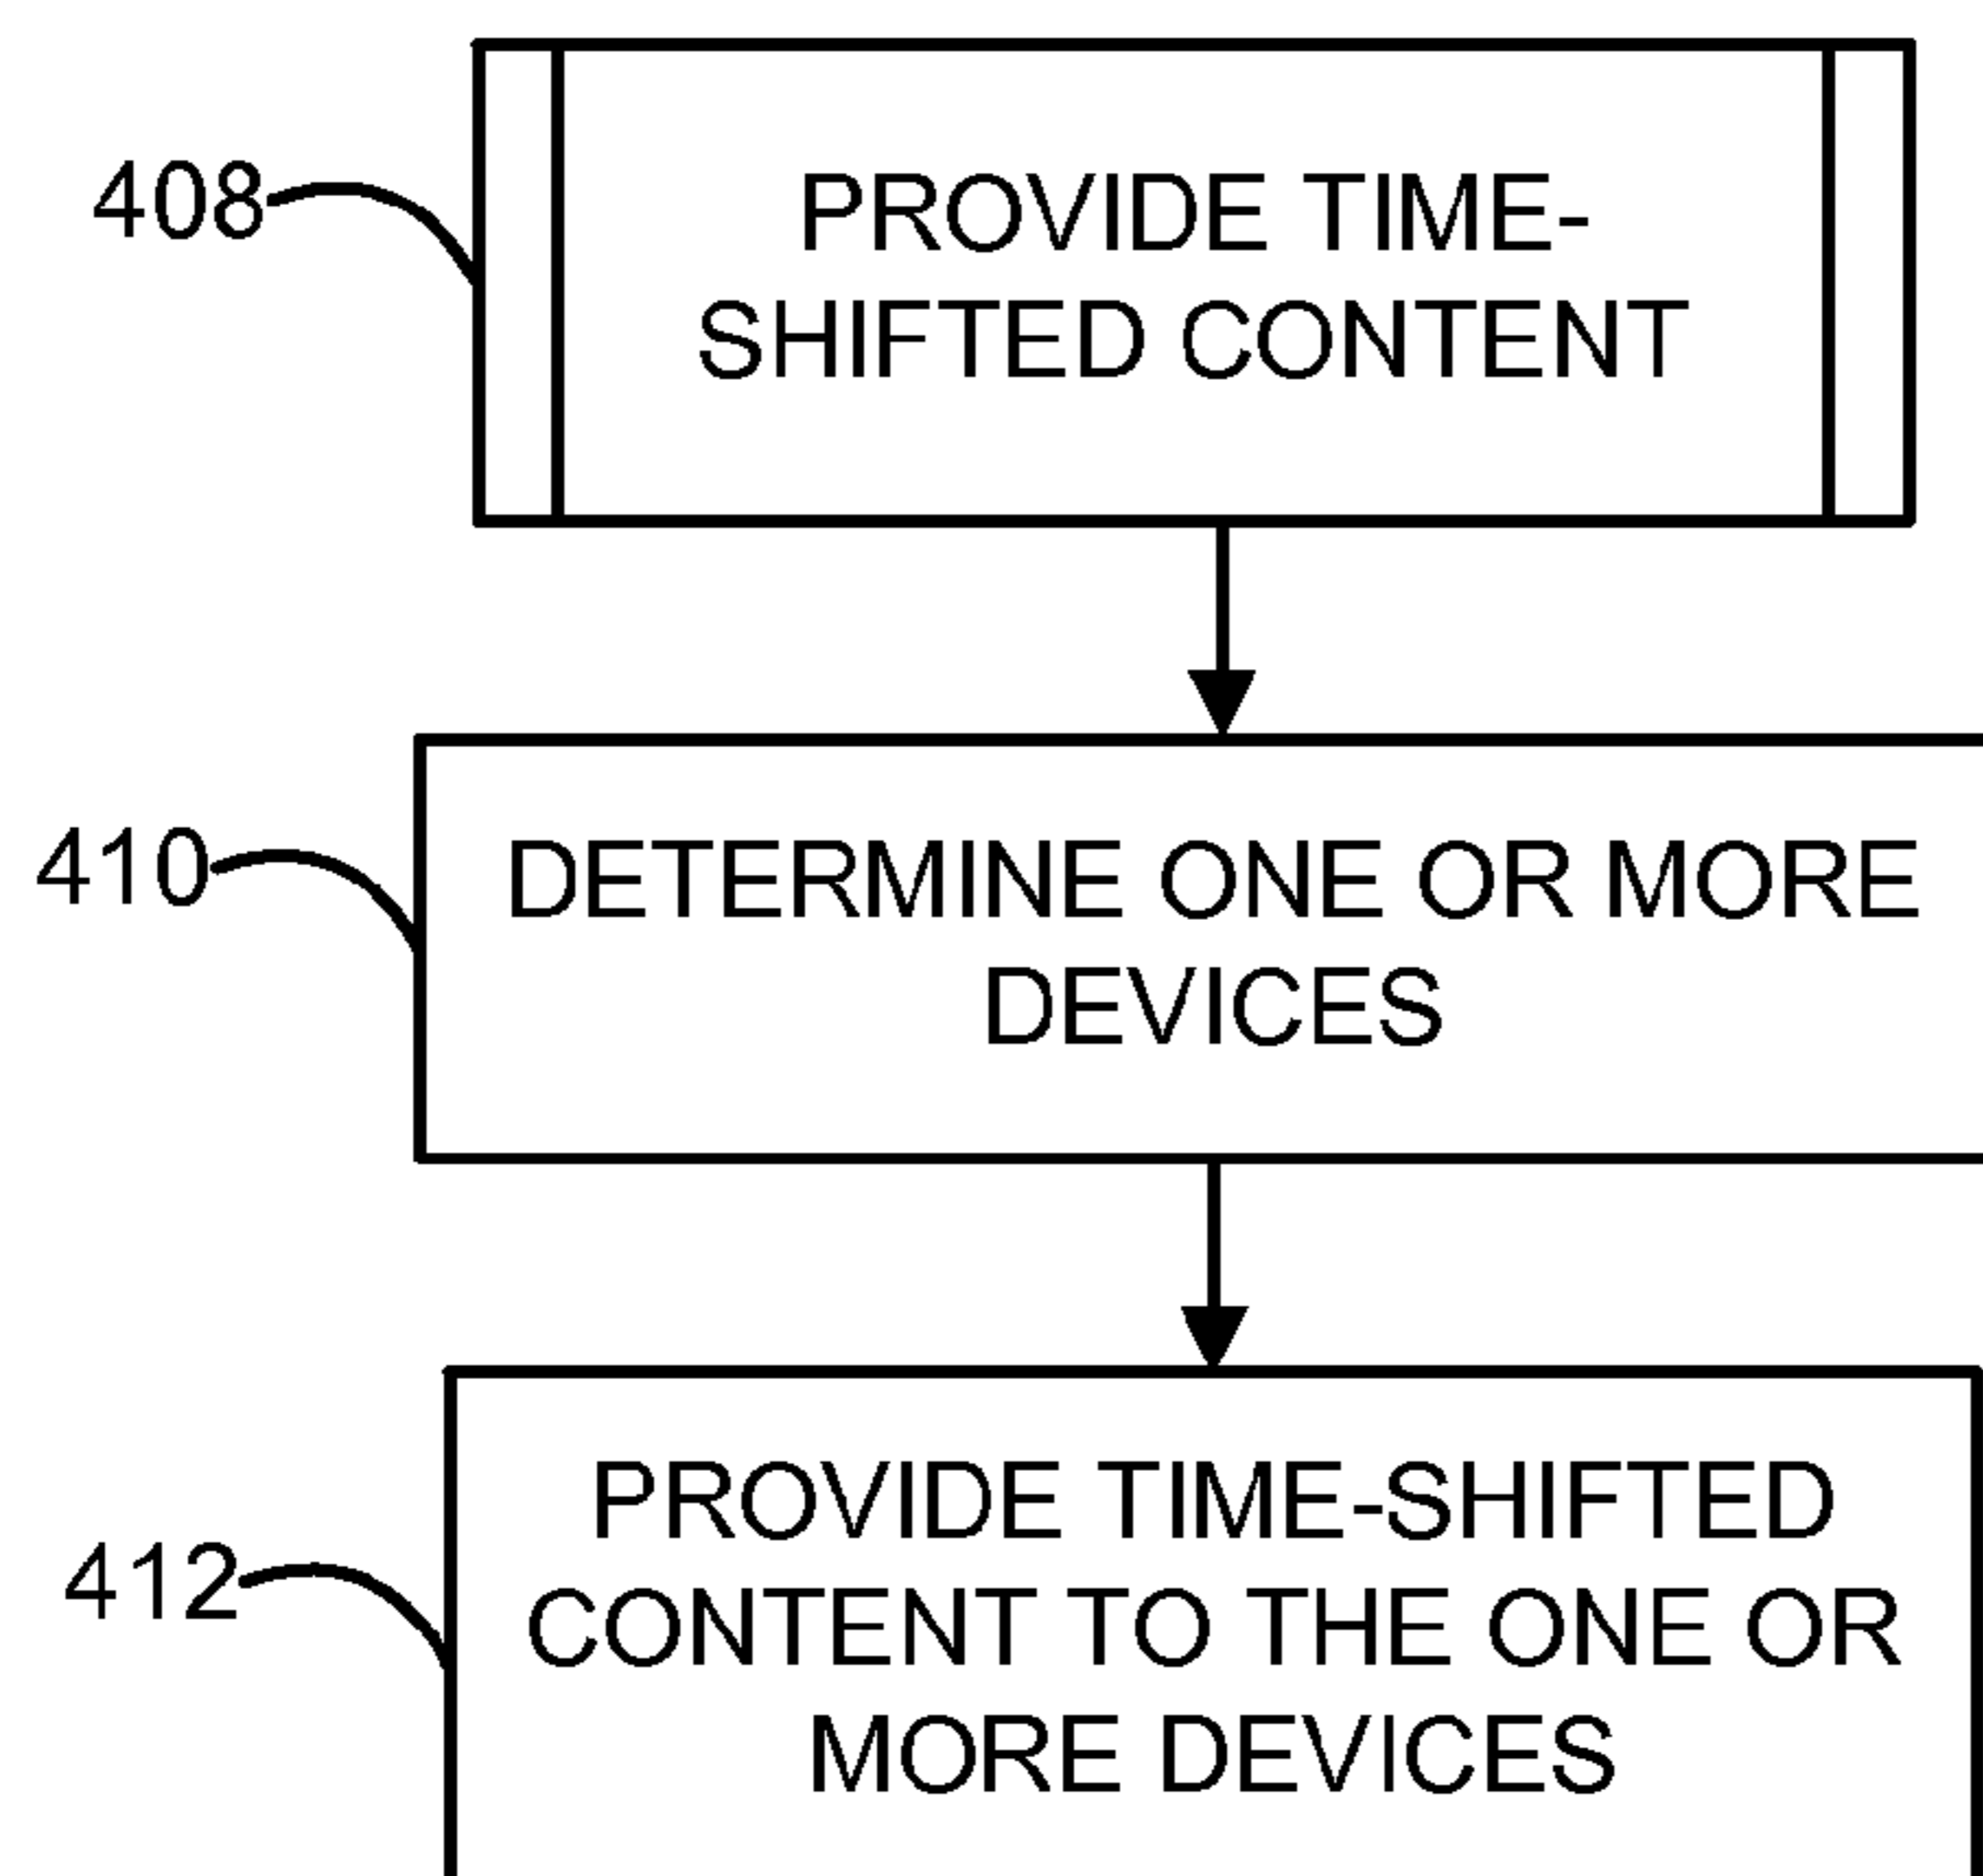 408
PROVIDE TIME-
SHIFTED CONTENT
410
DETERMINE ONE OR MORE
DEVICES
412
PROVIDE TIME-SHIFTED
CONTENT TO THE ONE OR
MORE DEVICES